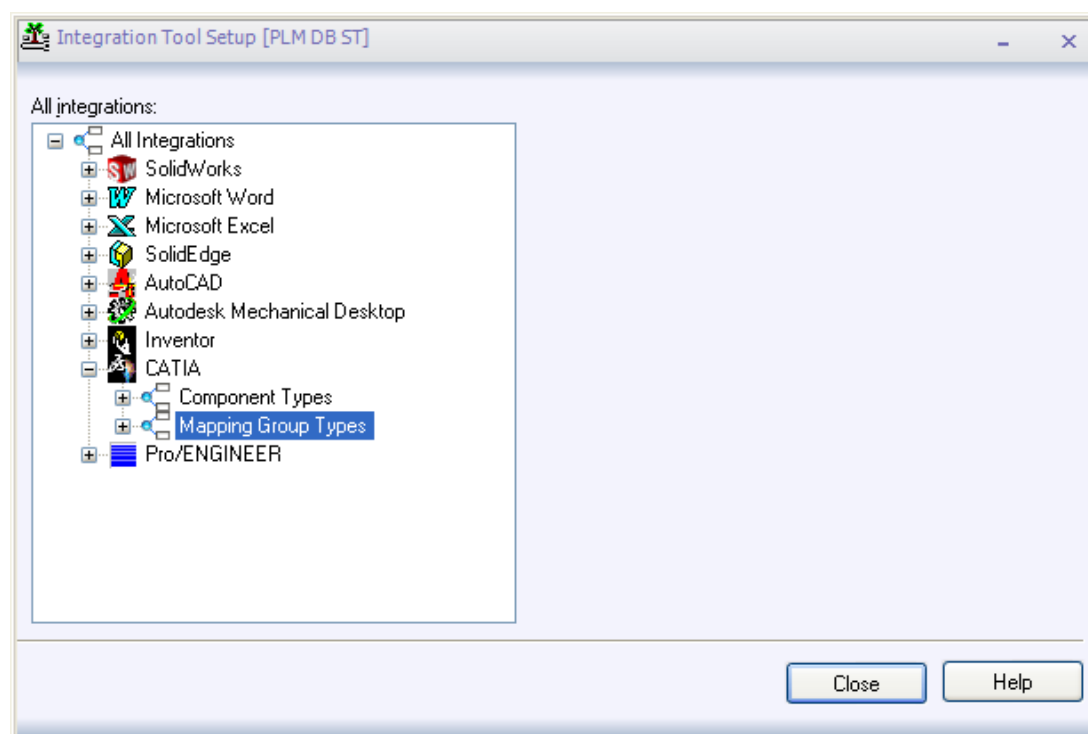 Integration Tool Setup [PLM DB ST]
All integrations:
All Integrations
SolidWorks
Microsoft Word
Microsoft Excel
SolidEdge
AutoCAD
Autodesk Mechanical Desktop
Inventor
CATIA
Component Types
Mapping Group Types
Pro/ENGINEER
Close Help